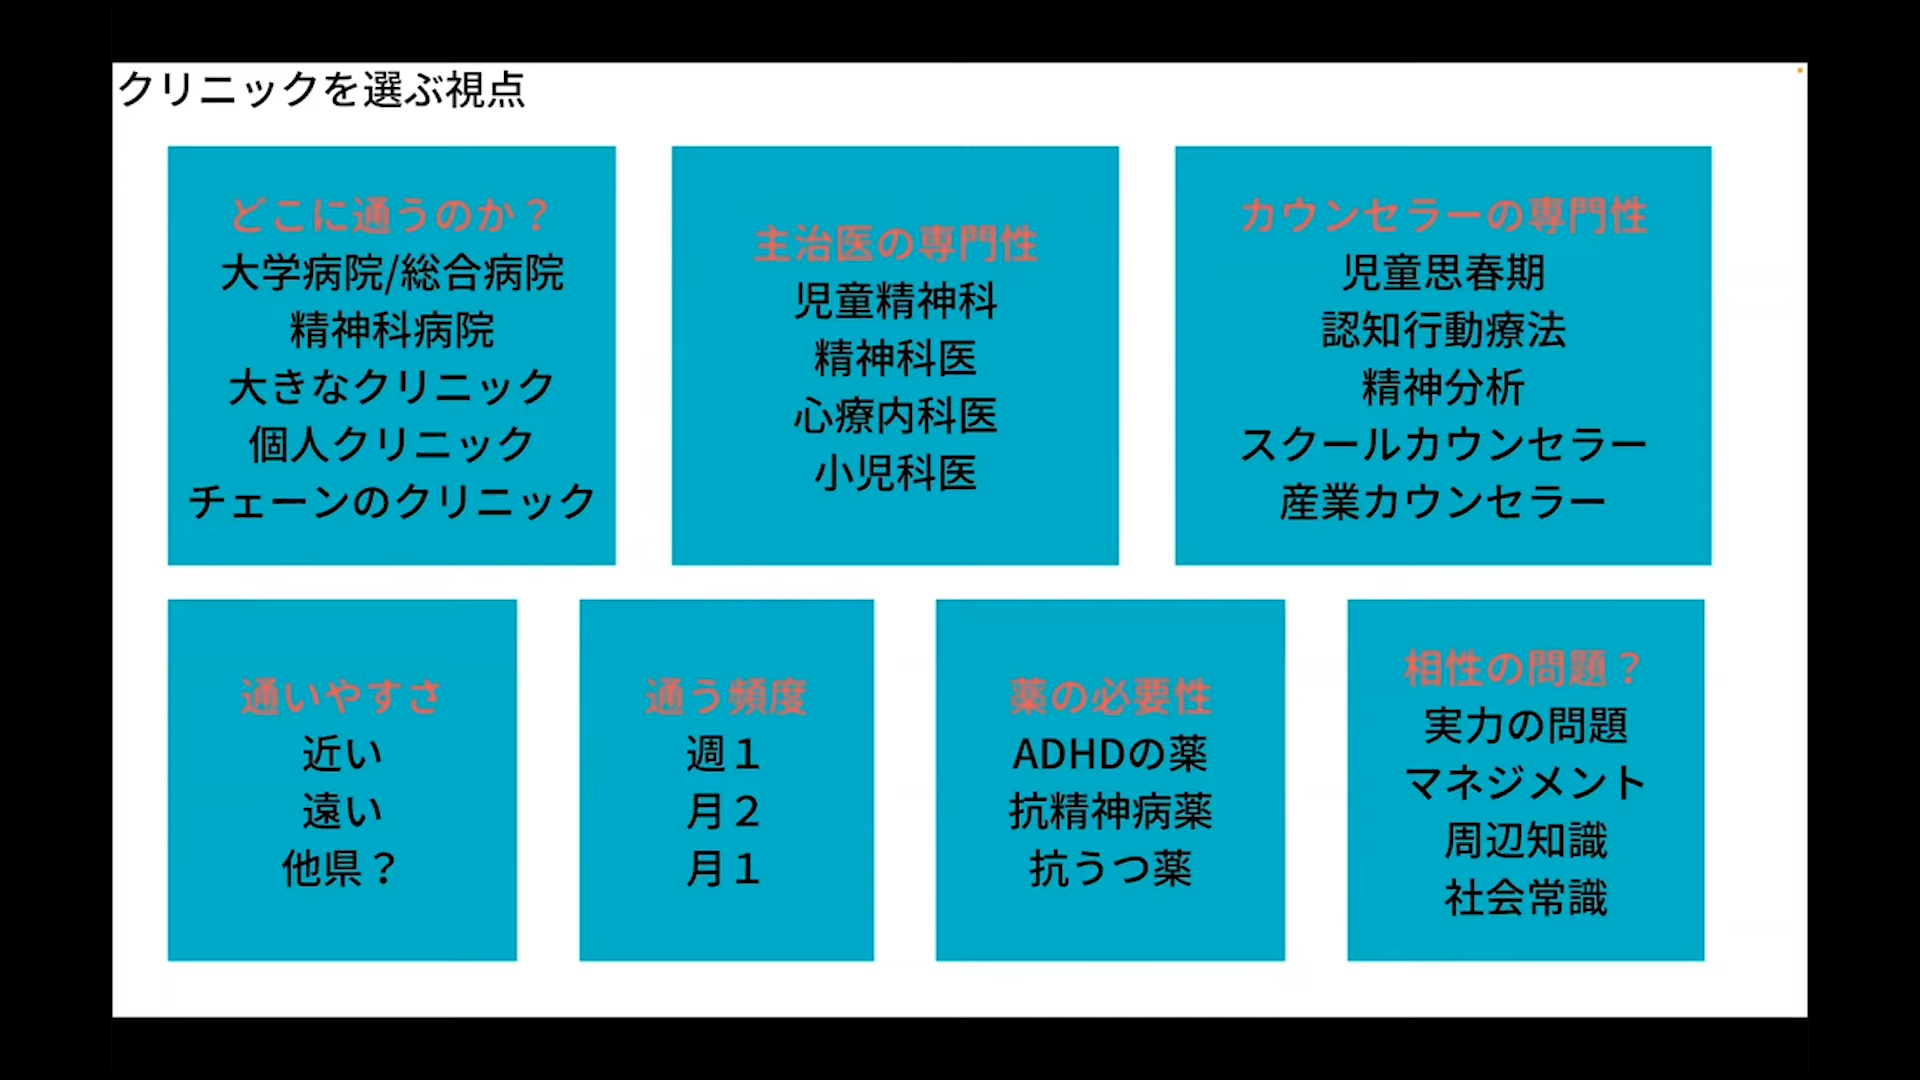 クリニックを選ぶ視点
どこに通うのか？
大学病院/総合病院
精神科病院
大きなクリニック
個人クリニック
チェーンのクリニック
主治医の専門性
児童精神科
精神科医
心療内科医
小児科医
カウンセラーの専門性
児童思春期
認知行動療法
精神分析
スクールカウンセラー
産業カウンセラー
通いやすさ
近い
遠い
他県？
通う頻度
週１
月２
月１
薬の必要性
ADHDの薬
抗精神病薬
抗うつ薬
相性の問題？
実力の問題
マネジメント
周辺知識
社会常識